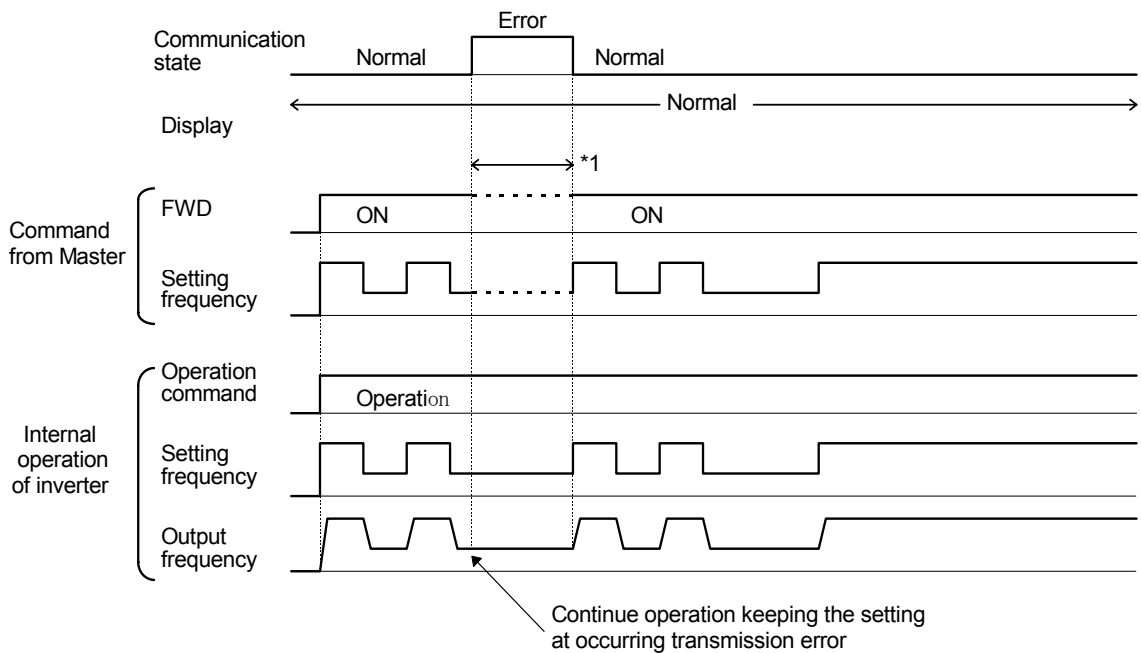 Error
Communication
state
Normal
Normal
Normal
Display
*1
Command
from Master
FWD
ON
ON
Setting
frequency
Internal
operation
of inverter
Operation
command
Operation
Setting
frequency
Output
frequency
Continue operation keeping the setting
at occurring transmission error